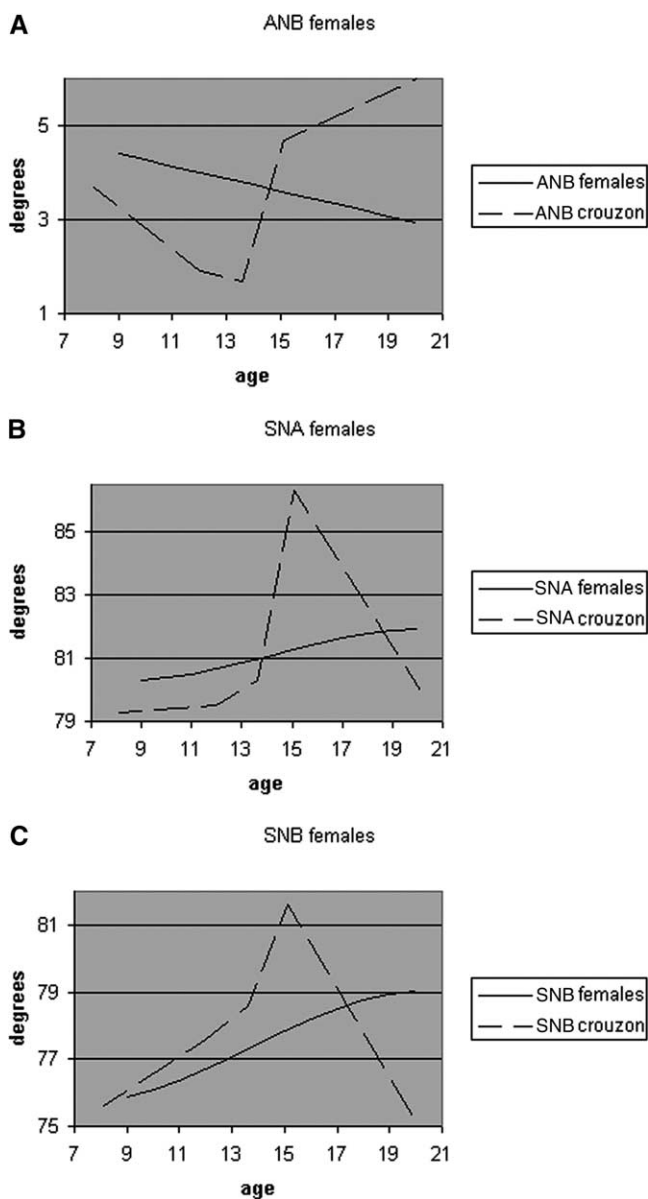 A
ANB females
5
3
1
degrees
7 9 11 13 15 17 19 21
age
ANB females
ANB crouzon
B
SNA females
85
83
81
79
degrees
7 9 11 13 15 17 19 21
age
SNA females
SNA crouzon
C
SNB females
81
79
77
75
degrees
7 9 11 13 15 17 19 21
age
SNB females
SNB crouzon